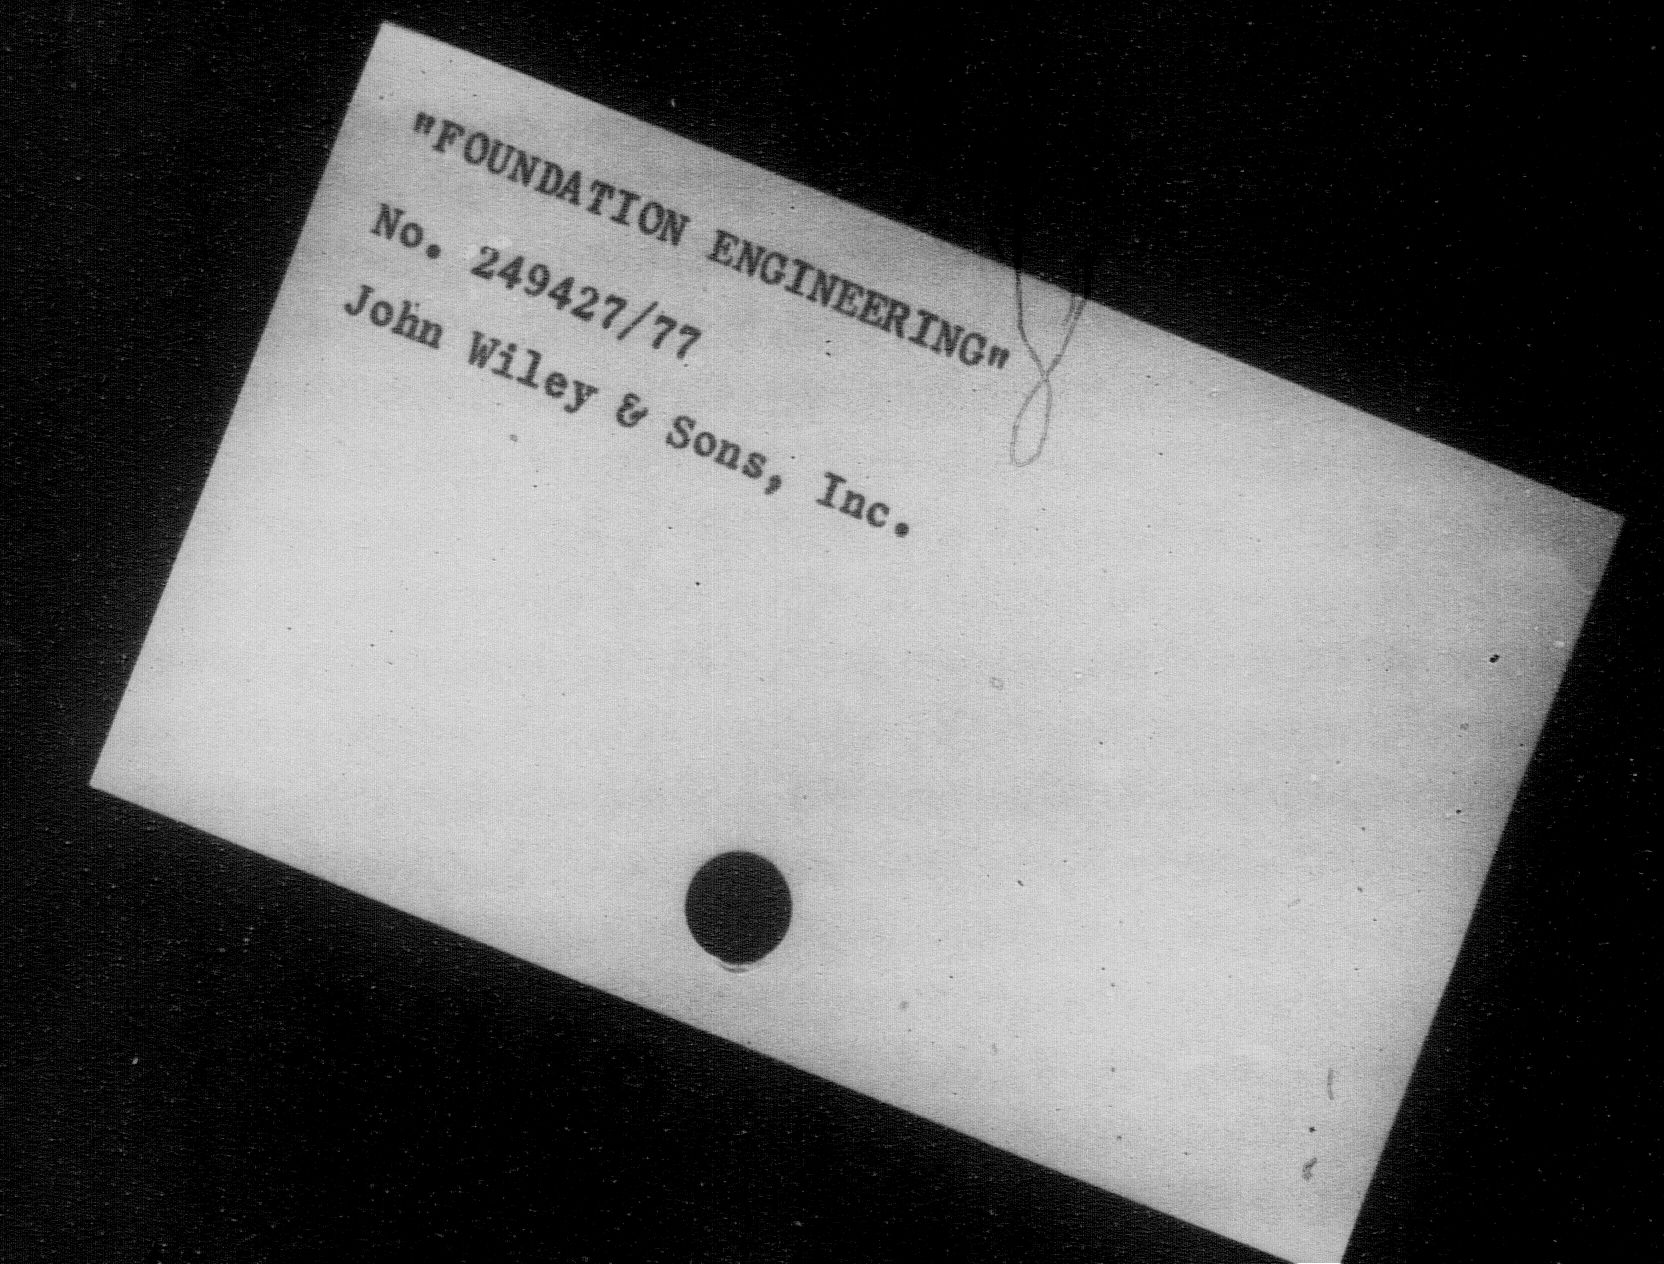 "FOUNDATION ENGINEERING"
No. 249427/77
John Wiley & Sons, Inc.